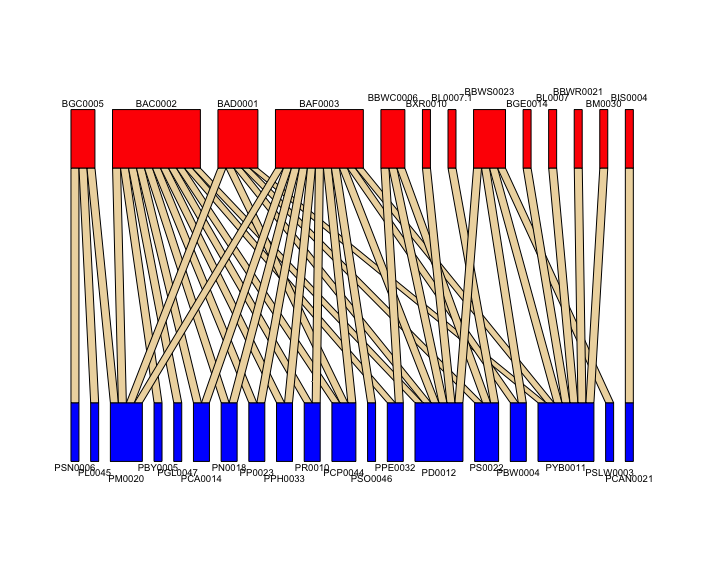 BGC0005
BAC0002
BAD0001
BAF0003
BBWC0006
BXR0010
BL0007.1
BBWS0023
BGE0014
BL0007
BBWR0021
BM0030
BIS0004
PSN0006
PL0045
PM0020
PBY0005
PGL0047
PCA0014
PN0018
PP0023
PPH0033
PR0010
PCP0044
PSO0046
PPE0032
PD0012
PS0022
PBW0004
PYB0011
PSLW0003
PCAN0021